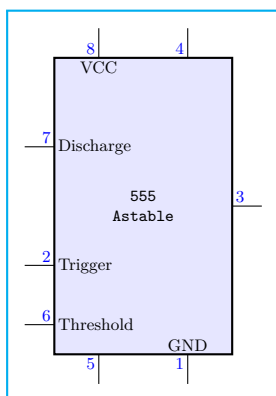 8 4
VCC
7 Discharge
555
3
Astable
2 Trigger
6 Threshold
GND
5 1